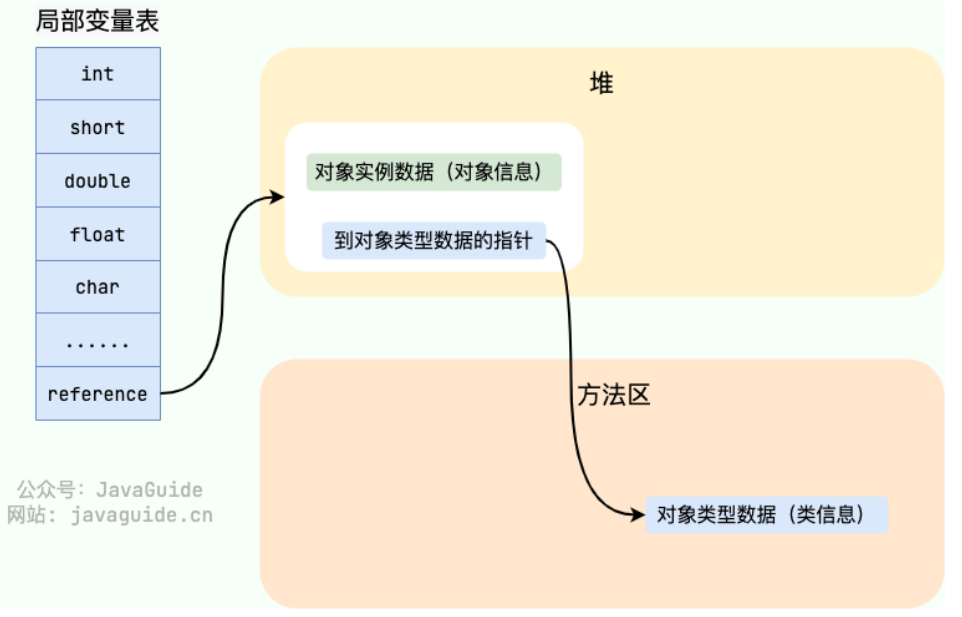 局部变量表
int
short
double
float
char
......
reference
堆
对象实例数据（对象信息）
到对象类型数据的指针
方法区
对象类型数据（类信息）
公众号：JavaGuide
网站：javaguide.cn